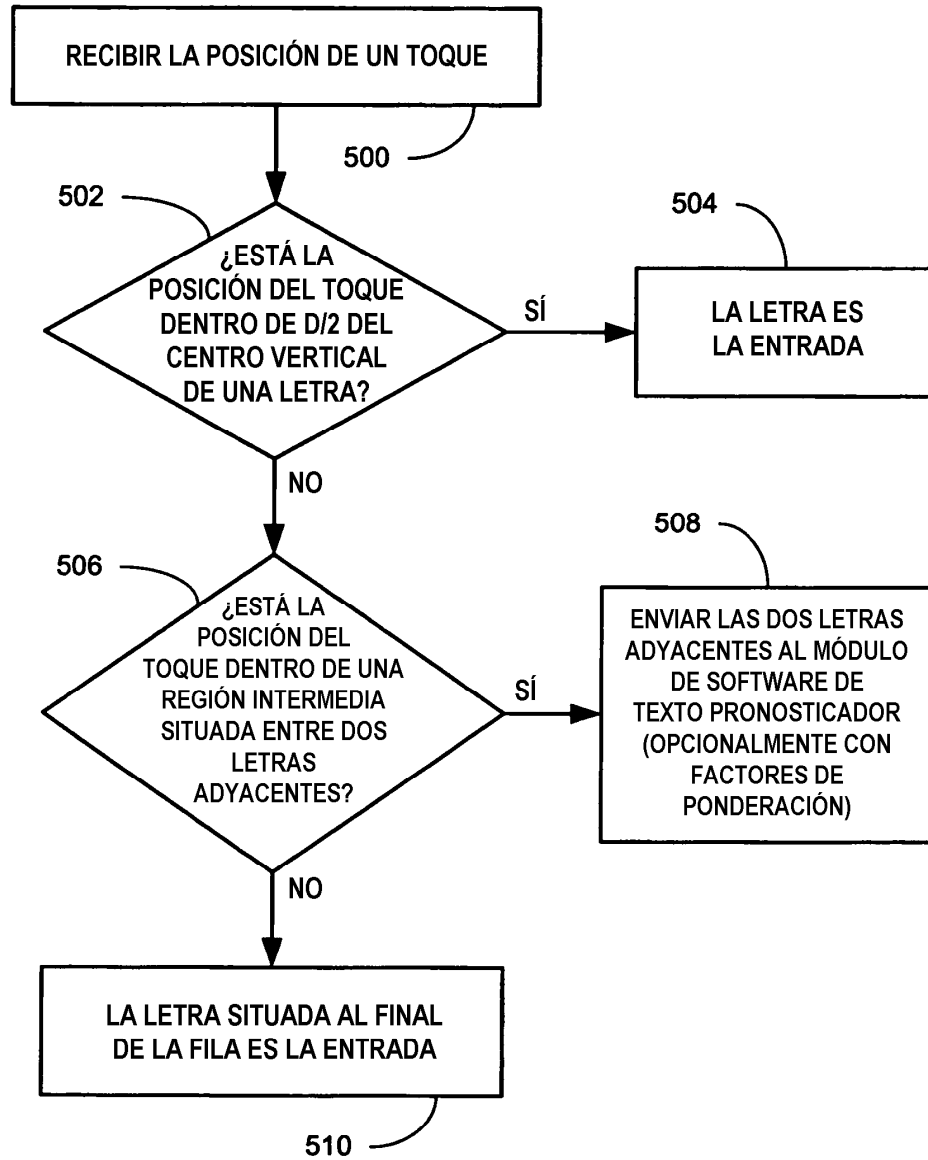 RECIBIR LA POSICIÓN DE UN TOQUE
500
502
¿ESTÁ LA
POSICIÓN DEL TOQUE
DENTRO DE D/2 DEL
CENTRO VERTICAL
DE UNA LETRA?
SÍ
504
LA LETRA ES
LA ENTRADA
NO
506
¿ESTÁ LA
POSICIÓN DEL
TOQUE DENTRO DE UNA
REGIÓN INTERMEDIA
SITUADA ENTRE DOS
LETRAS
ADYACENTES?
SÍ
508
ENVIAR LAS DOS LETRAS
ADYACENTES AL MÓDULO
DE SOFTWARE DE
TEXTO PRONOSTICADOR
(OPCIONALMENTE CON
FACTORES DE
PONDERACIÓN)
NO
LA LETRA SITUADA AL FINAL
DE LA FILA ES LA ENTRADA
510